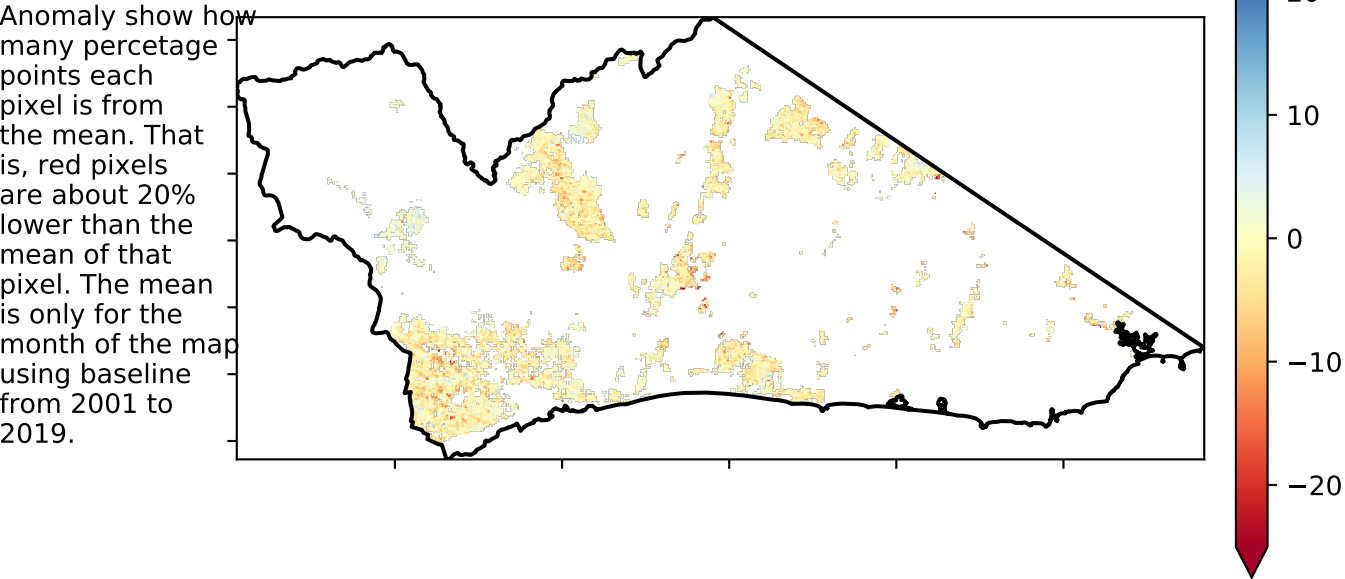 Anomaly show how
many percetage
points each
pixel is from
the mean. That
is, red pixels
are about 20%
lower than the
mean of that
pixel. The mean
is only for the
month of the map
using baseline
from 2001 to
2019.
10
0
−10
−20